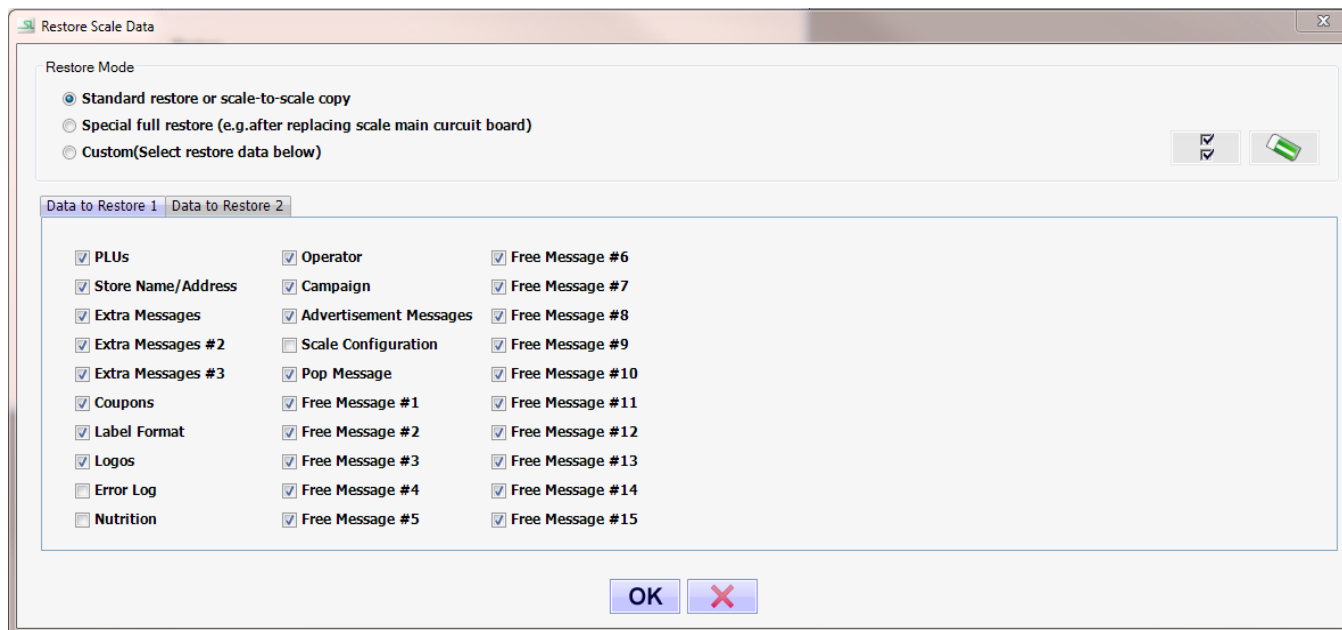 Restore Scale Data
Restore Mode
Standard restore or scale-to-scale copy
Special full restore (e.g.after replacing scale main curcuit board)
Custom(Select restore data below)
Data to Restore 1 Data to Restore 2
PLUs Operator Free Message #6
Store Name/Address Campaign Free Message #7
Extra Messages Advertisement Messages Free Message #8
Extra Messages #2 Scale Configuration Free Message #9
Extra Messages #3 Pop Message Free Message #10
Coupons Free Message #1 Free Message #11
Label Format Free Message #2 Free Message #12
Logos Free Message #3 Free Message #13
Error Log Free Message #4 Free Message #14
Nutrition Free Message #5 Free Message #15
OK